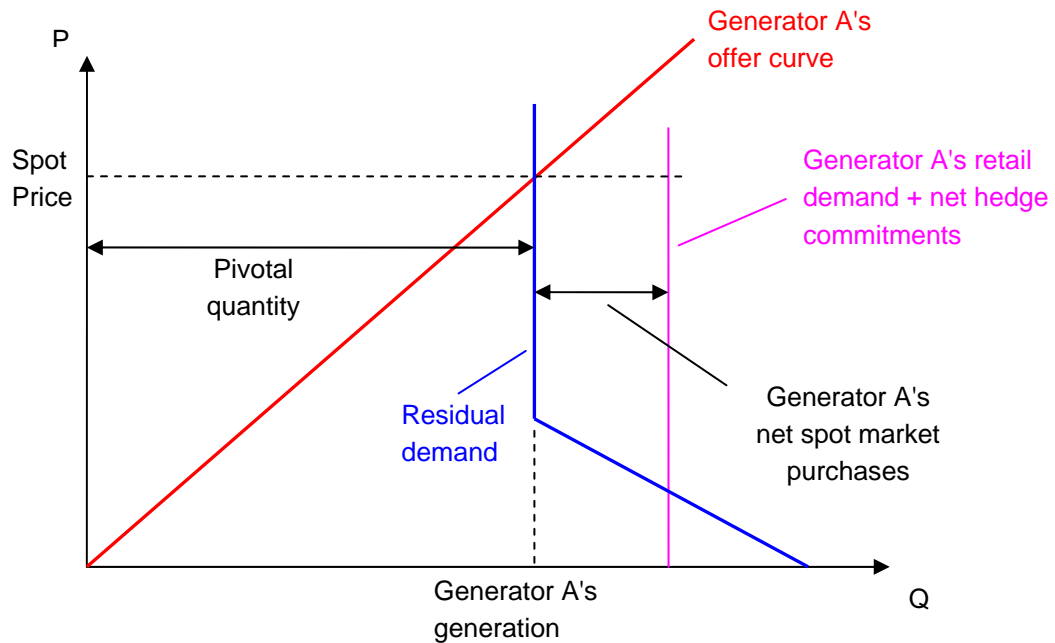 Generator A's
offer curve
P
Spot
Price
Generator A's retail
demand + net hedge
commitments
Pivotal
quantity
Residual
demand
Generator A's
net spot market
purchases
Generator A's
generation
Q